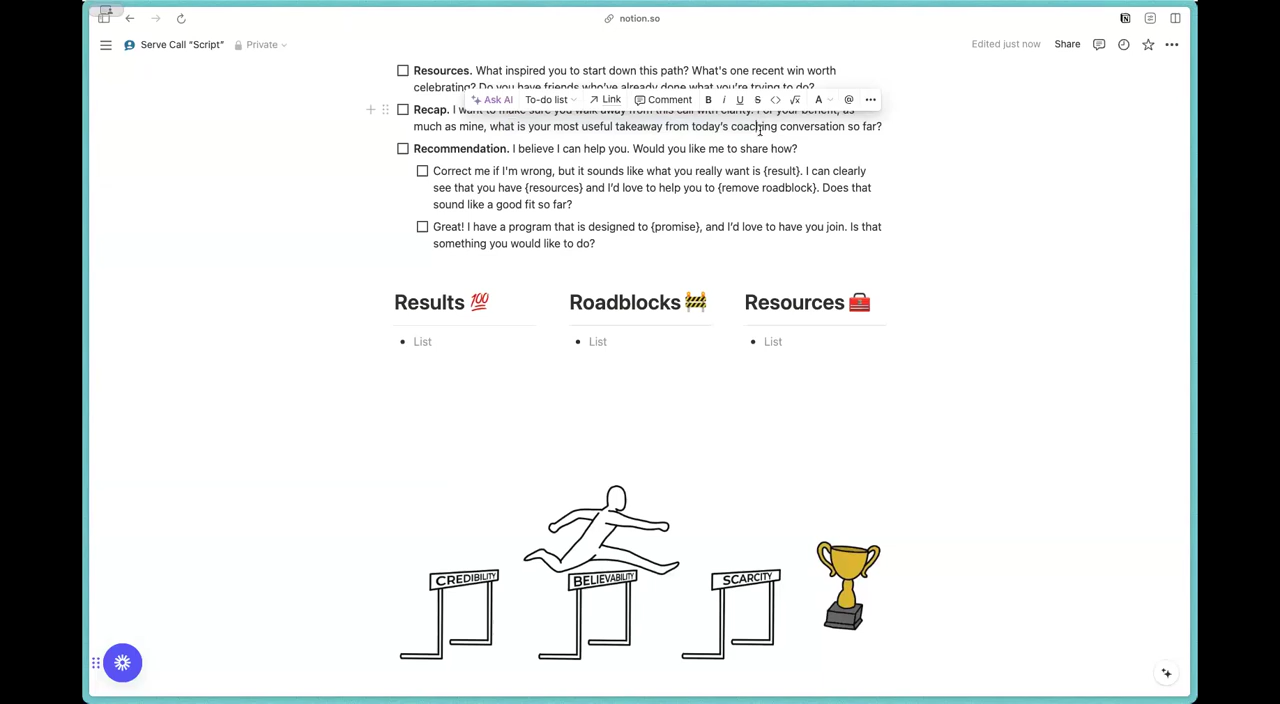 notion.so
Serve Call “Script” Private Edited just now Share
Resources. What inspired you to start down this path? What's one recent win worth
celebrating? Do you have friends who've already done what you're trying to do?
Ask AI To-do list Link Comment B i U S <> √x A @ •••
Recap. I want to make sure you walk away from this call with clarity. For your benefit, as
much as mine, what is your most useful takeaway from today's coaching conversation so far?
Recommendation. I believe I can help you. Would you like me to share how?
Correct me if I'm wrong, but it sounds like what you really want is {result}. I can clearly
see that you have {resources} and I'd love to help you to {remove roadblock}. Does that
sound like a good fit so far?
Great! I have a program that is designed to {promise}, and I'd love to have you join. Is that
something you would like to do?
Results 💯 Roadblocks 🚧 Resources 🧰
• List • List • List
CREDIBILITY BELIEVABILITY SCARCITY